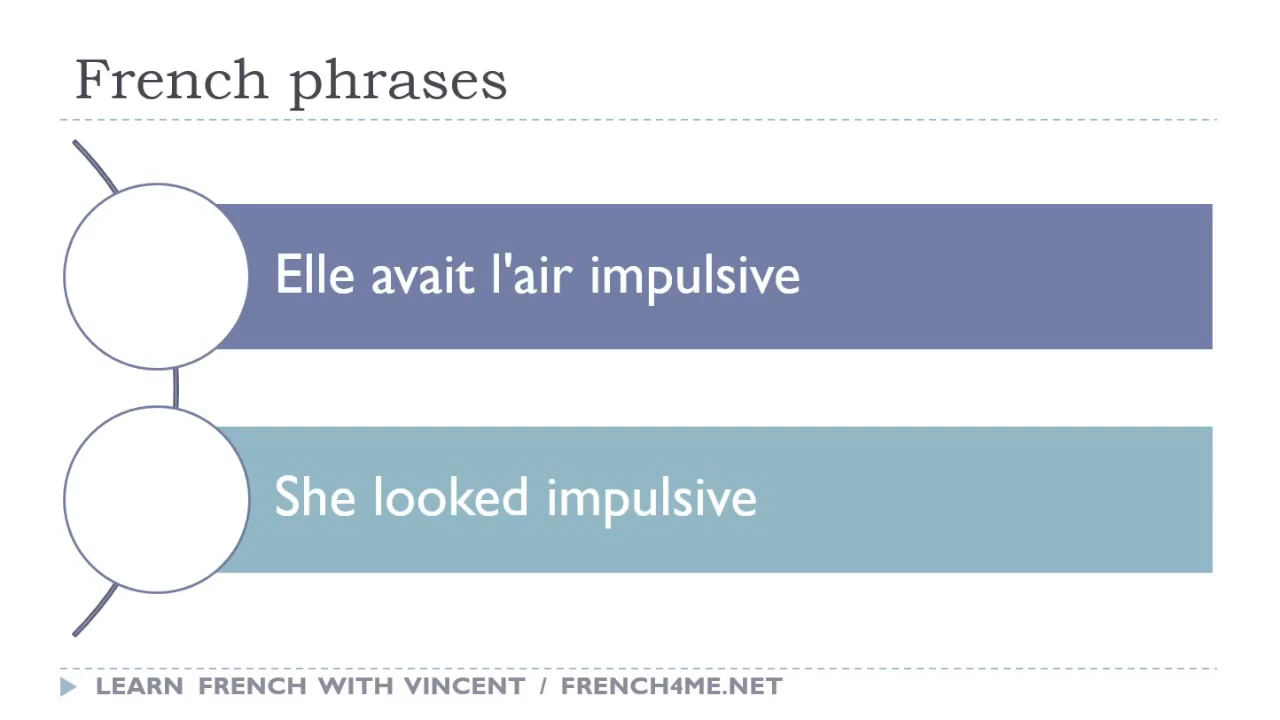 French phrases
Elle avait l'air impulsive
She looked impulsive
LEARN FRENCH WITH VINCENT / FRENCH4ME.NET